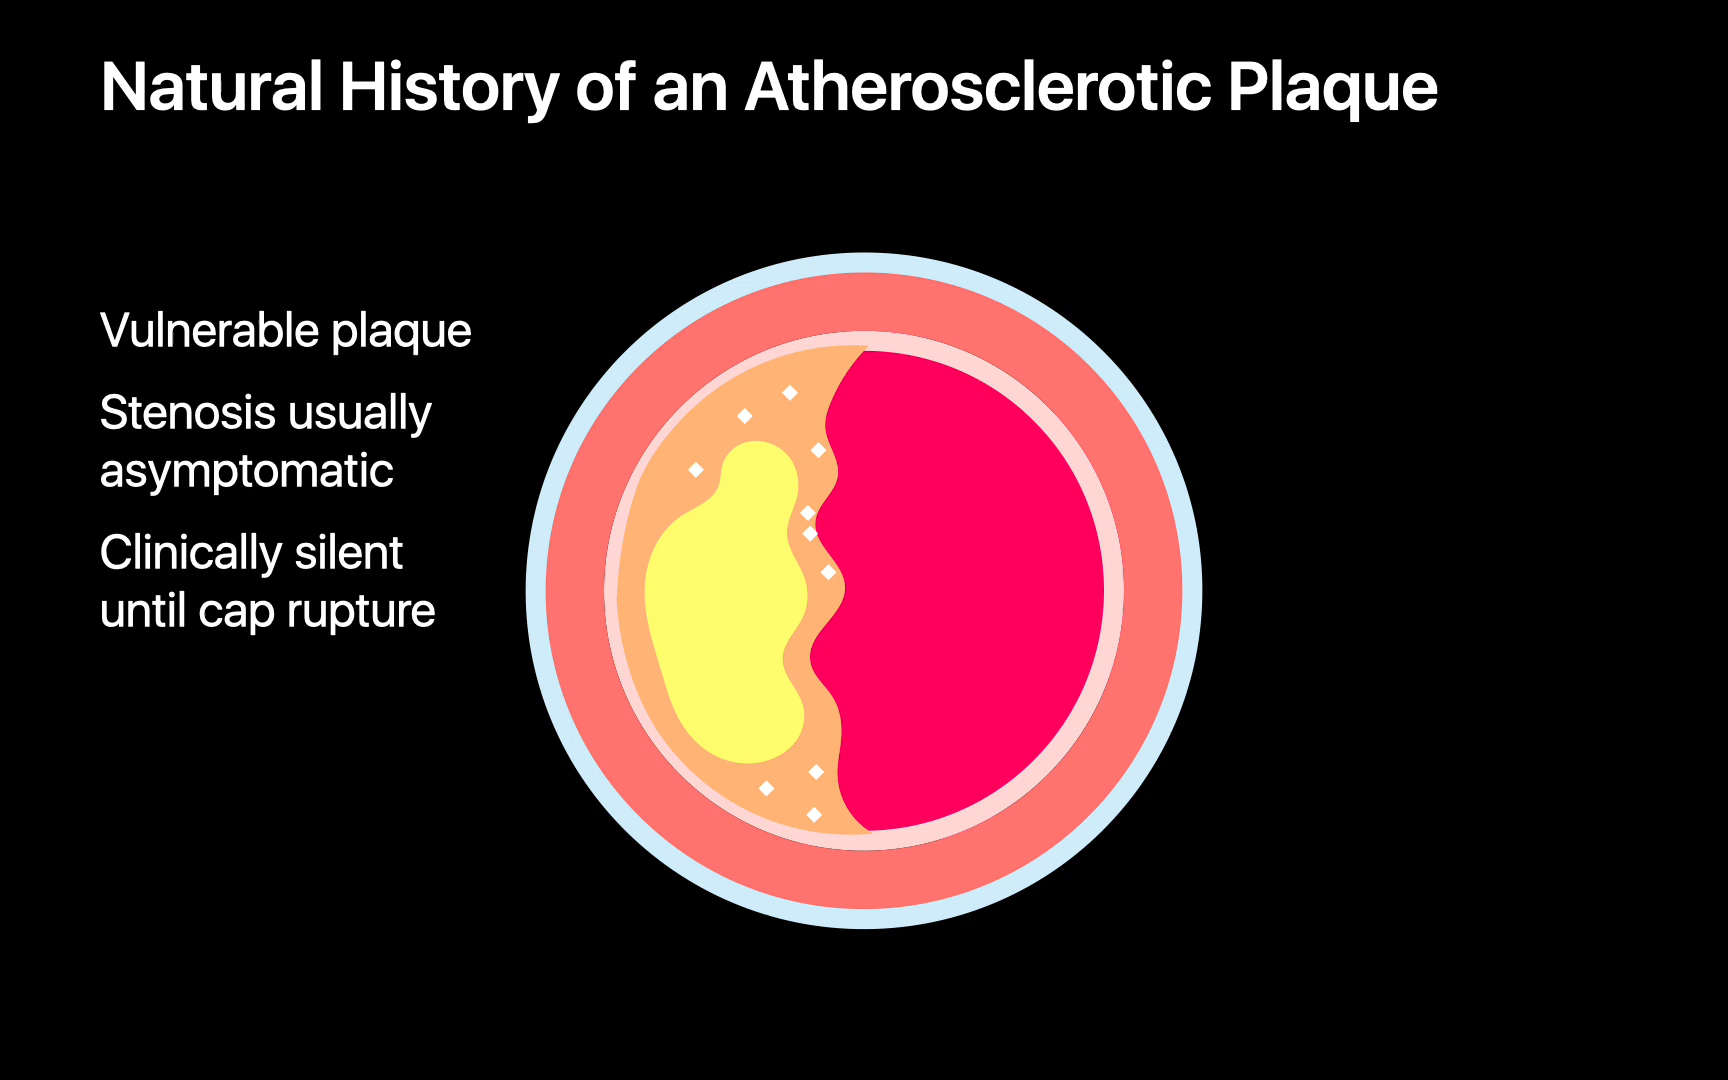 Natural History of an Atherosclerotic Plaque
Vulnerable plaque
Stenosis usually
asymptomatic
Clinically silent
until cap rupture